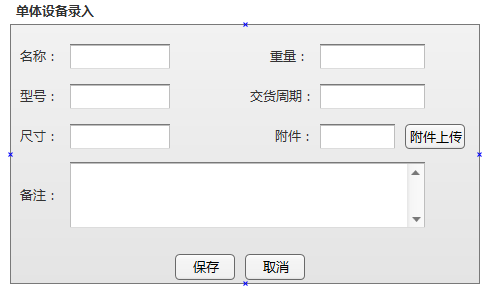 单体设备录入
名称： 重量：
型号： 交货周期：
尺寸： 附件： 附件上传
备注：
保存 取消